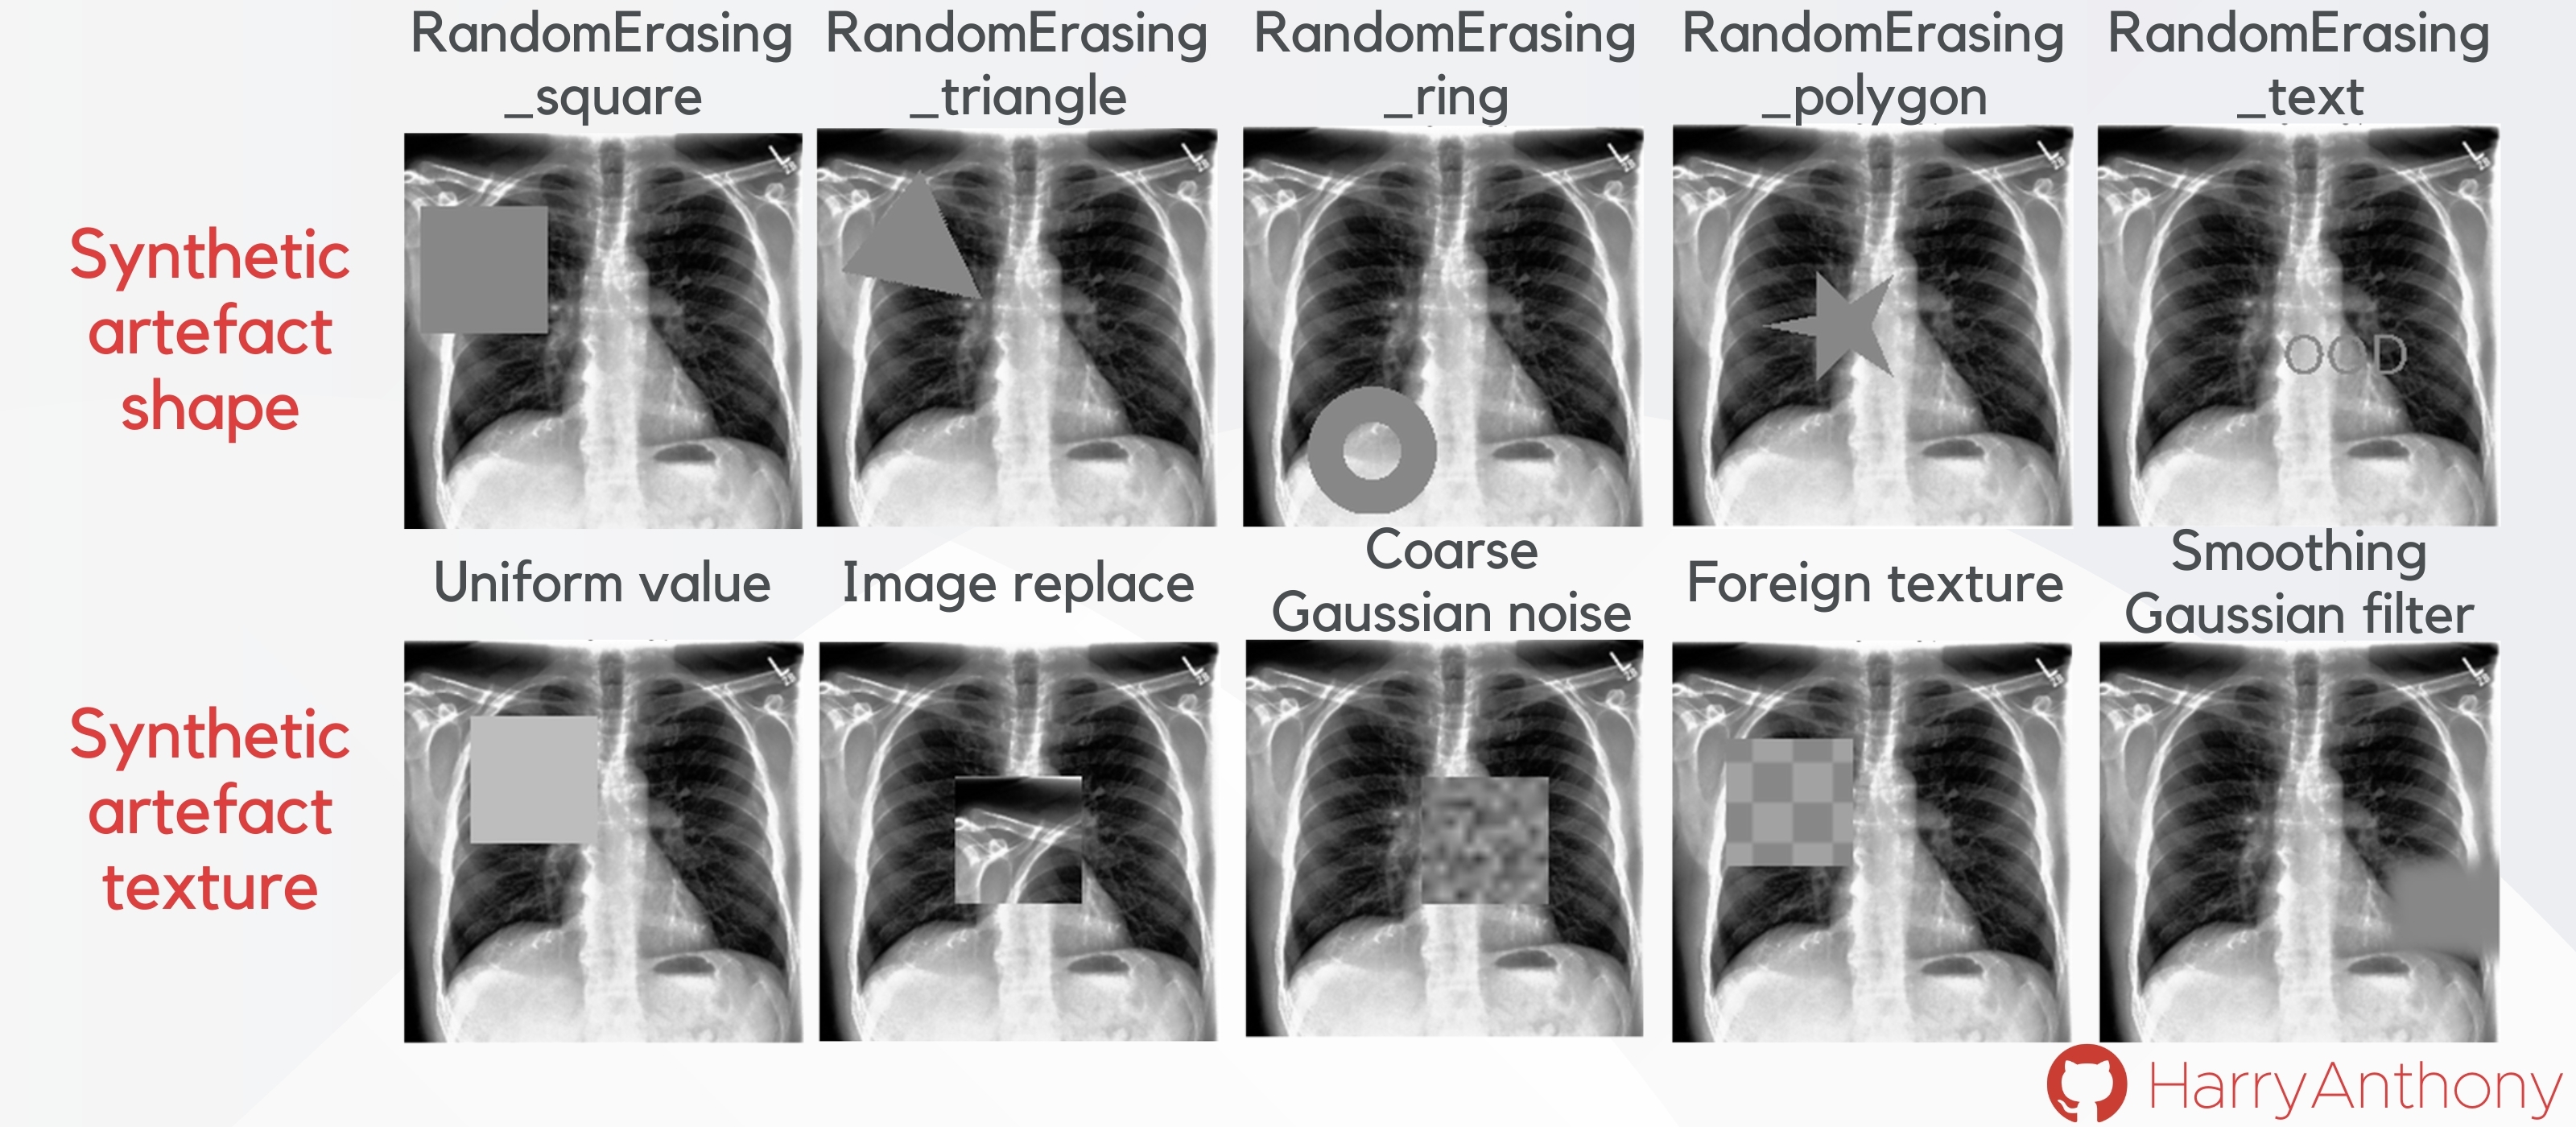 RandomErasing
_square
RandomErasing
_triangle
RandomErasing
_ring
RandomErasing
_polygon
RandomErasing
_text
Synthetic
artefact
shape
L
L
L
L
L
OOD
Uniform value
Image replace
Coarse
Gaussian noise
Foreign texture
Smoothing
Gaussian filter
Synthetic
artefact
texture
L
L
L
L
L
HarryAnthony